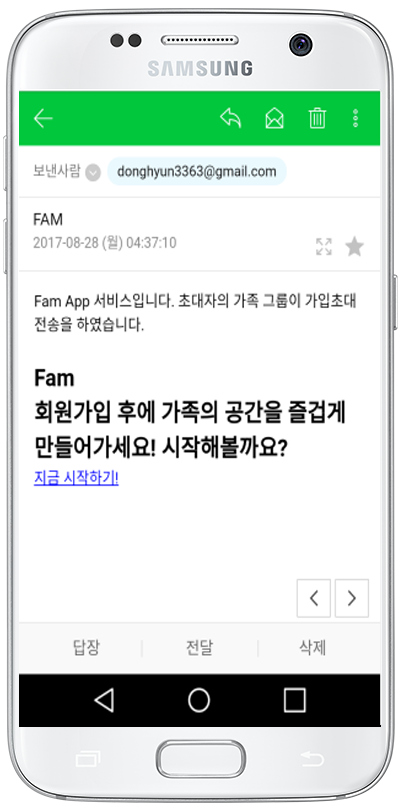 SAMSUNG
보낸사람 donghyun3363@gmail.com
FAM
2017-08-28 (월) 04:37:10
Fam App 서비스입니다. 초대자의 가족 그룹이 가입초대
전송을 하였습니다.
Fam
회원가입 후에 가족의 공간을 즐겁게
만들어가세요! 시작해볼까요?
지금 시작하기!
답장 전달 삭제